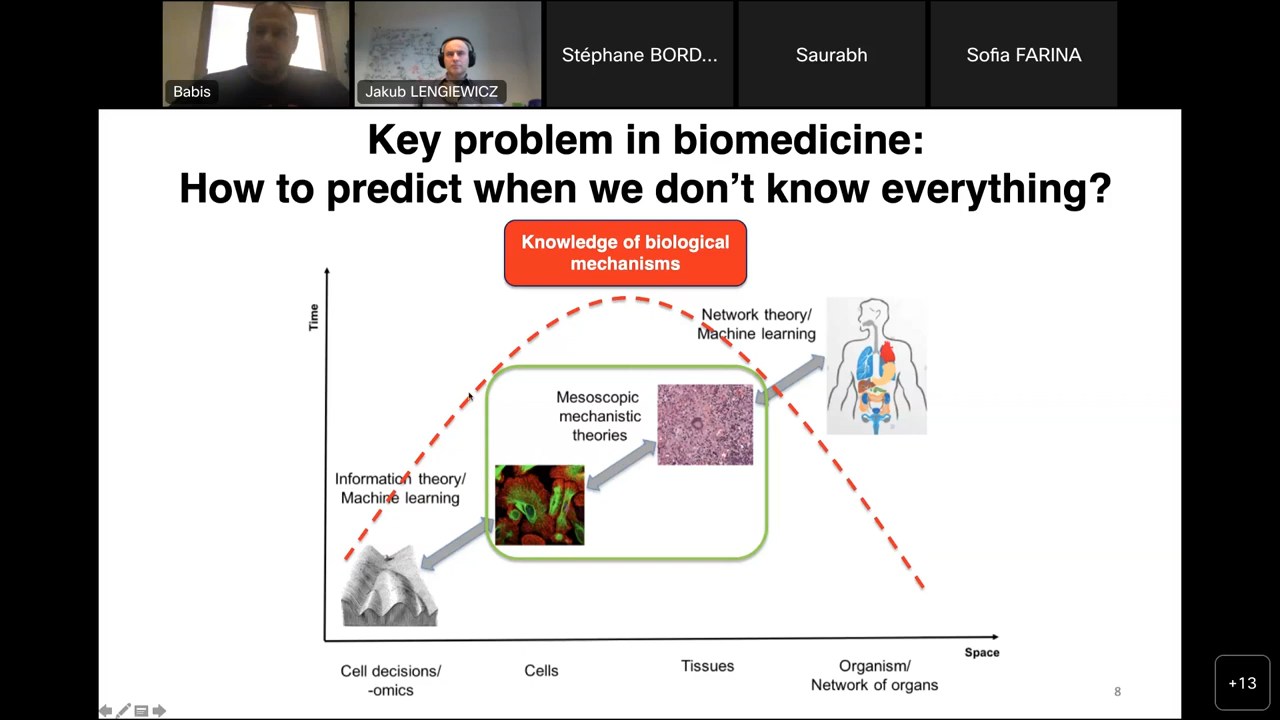 Babis
Jakub LENGIEWICZ
Stéphane BORD...
Saurabh
Sofia FARINA
Key problem in biomedicine:
How to predict when we don’t know everything?
Knowledge of biological
mechanisms
Time
Network theory/
Machine learning
Mesoscopic
mechanistic
theories
Information theory/
Machine learning
Space
Cell decisions/
-omics
Cells
Tissues
Organism/
Network of organs
8
+13